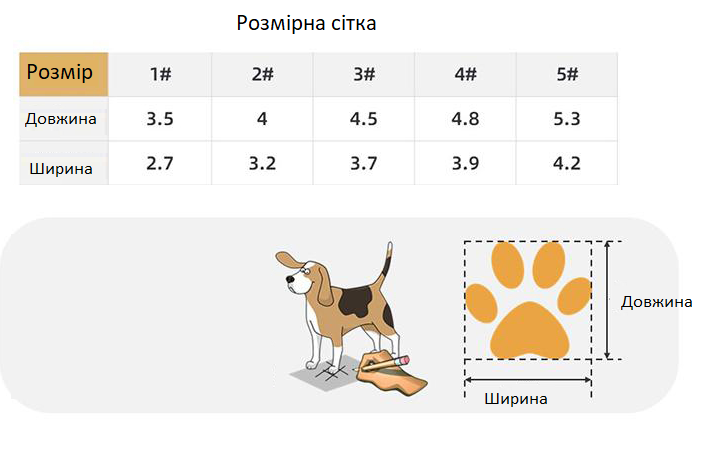 Розмірна сітка
Розмір 1# 2# 3# 4# 5#
Довжина 3.5 4 4.5 4.8 5.3
Ширина 2.7 3.2 3.7 3.9 4.2
Довжина
Ширина